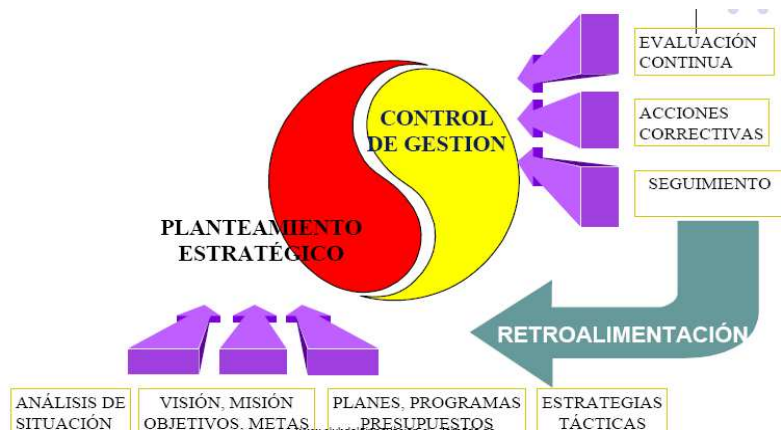 EVALUACIÓN
CONTINUA
CONTROL
DE GESTION
ACCIONES
CORRECTIVAS
SEGUIMIENTO
PLANTEAMIENTO
ESTRATÉGICO
RETROALIMENTACIÓN
ANÁLISIS DE
SITUACIÓN
VISIÓN, MISIÓN
OBJETIVOS, METAS
PLANES, PROGRAMAS
PRESUPUESTOS
ESTRATEGIAS
TÁCTICAS